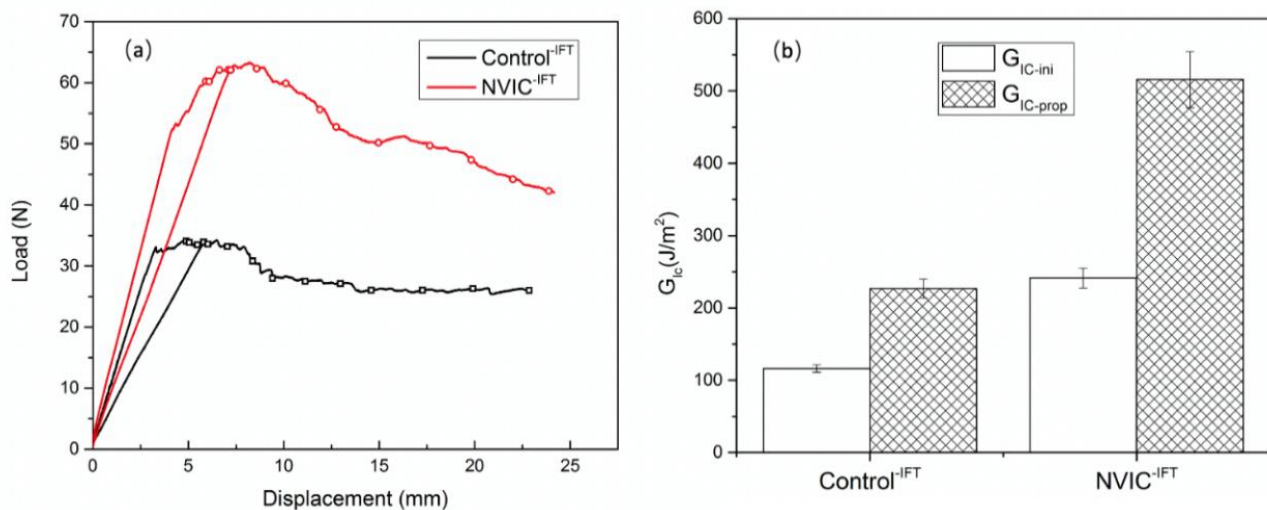 (a)
Control-IFT
NVIC-IFT
70
60
50
40
30
20
10
0
Load (N)
0
5
10
15
20
25
Displacement (mm)
(b)
GIC-ini
GIC-prop
600
500
400
300
200
100
0
GIc(J/m²)
Control-IFT
NVIC-IFT